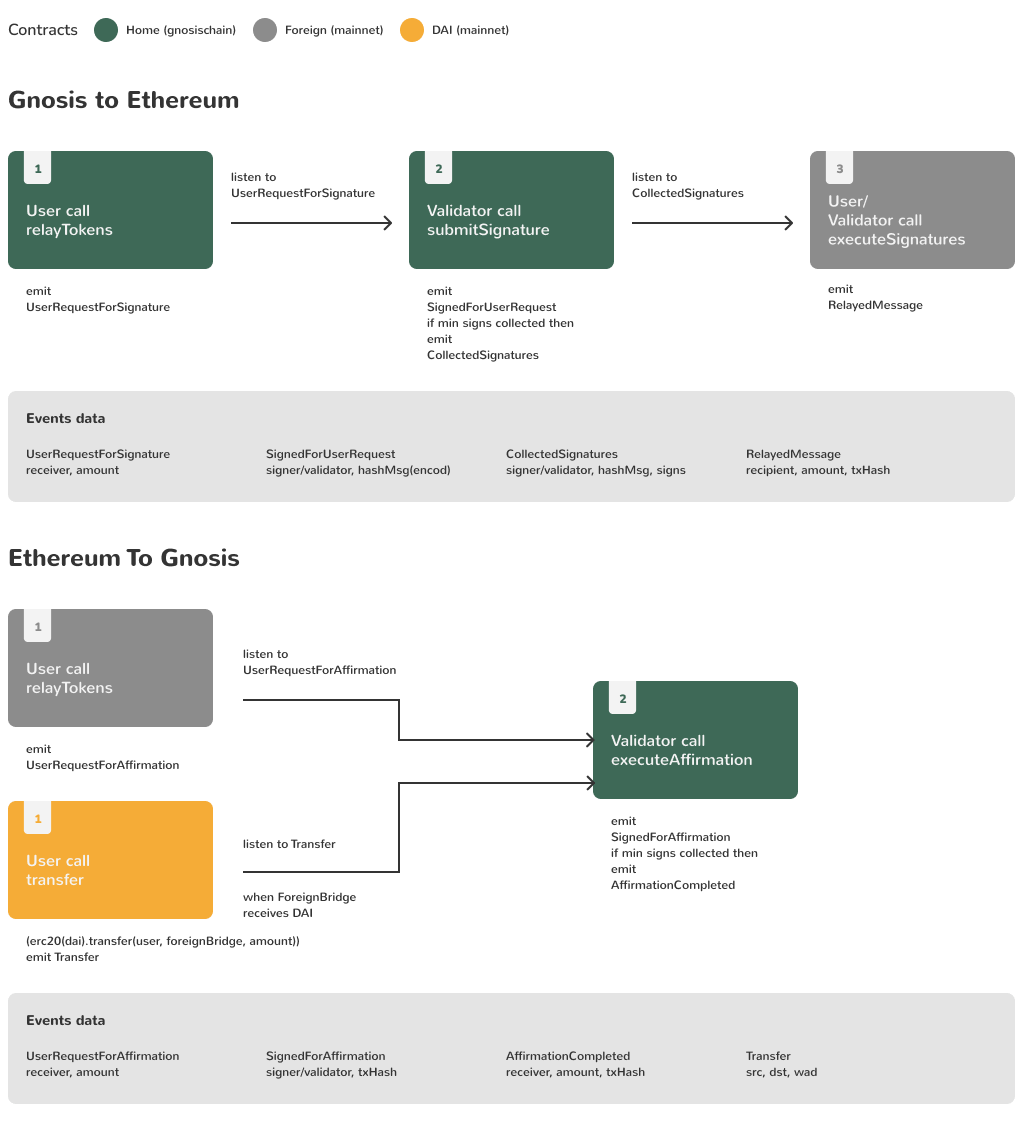 Contracts
Home (gnosischain)
Foreign (mainnet)
DAI (mainnet)
Gnosis to Ethereum
1
User call
relayTokens
emit
UserRequestForSignature
listen to
UserRequestForSignature
2
Validator call
submitSignature
emit
SignedForUserRequest
if min signs collected then
emit
CollectedSignatures
listen to
CollectedSignatures
3
User/
Validator call
executeSignatures
emit
RelayedMessage
Events data
UserRequestForSignature
receiver, amount
SignedForUserRequest
signer/validator, hashMsg(encod)
CollectedSignatures
signer/validator, hashMsg, signs
RelayedMessage
recipient, amount, txHash
Ethereum To Gnosis
1
User call
relayTokens
emit
UserRequestForAffirmation
listen to
UserRequestForAffirmation
1
User call
transfer
(erc20(dai).transfer(user, foreignBridge, amount))
emit Transfer
listen to Transfer
when ForeignBridge
receives DAI
2
Validator call
executeAffirmation
emit
SignedForAffirmation
if min signs collected then
emit
AffirmationCompleted
Events data
UserRequestForAffirmation
receiver, amount
SignedForAffirmation
signer/validator, txHash
AffirmationCompleted
receiver, amount, txHash
Transfer
src, dst, wad